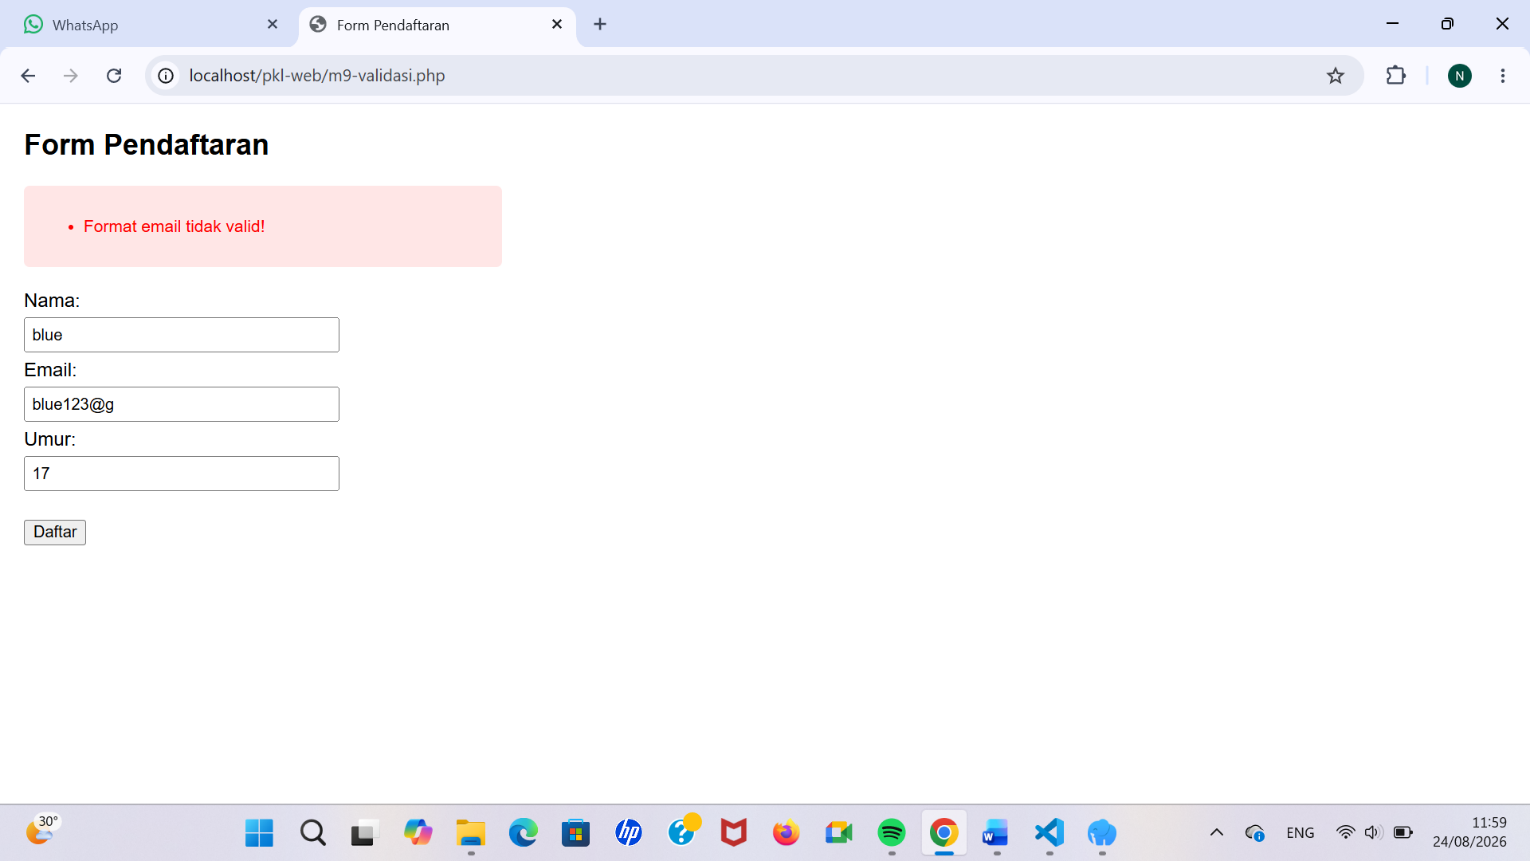 WhatsApp
Form Pendaftaran
localhost/pkl-web/m9-validasi.php
N
Form Pendaftaran
• Format email tidak valid!
Nama:
blue
Email:
blue123@g
Umur:
17
Daftar
30°
hp
?
W
ENG
11:59
24/08/2026